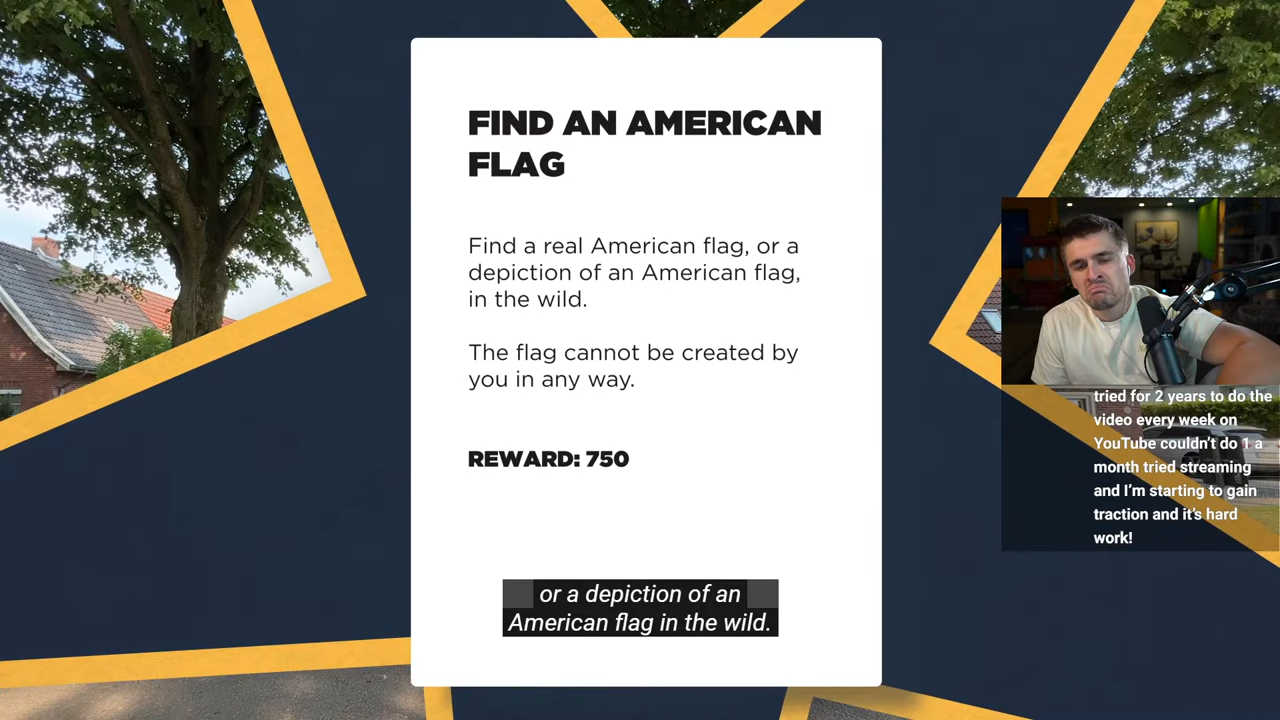 FIND AN AMERICAN
FLAG
Find a real American flag, or a
depiction of an American flag,
in the wild.
The flag cannot be created by
you in any way.
REWARD: 750
or a depiction of an
American flag in the wild.
tried for 2 years to do the
video every week on
YouTube couldn't do 1 a
month tried streaming
and I'm starting to gain
traction and it's hard
work!